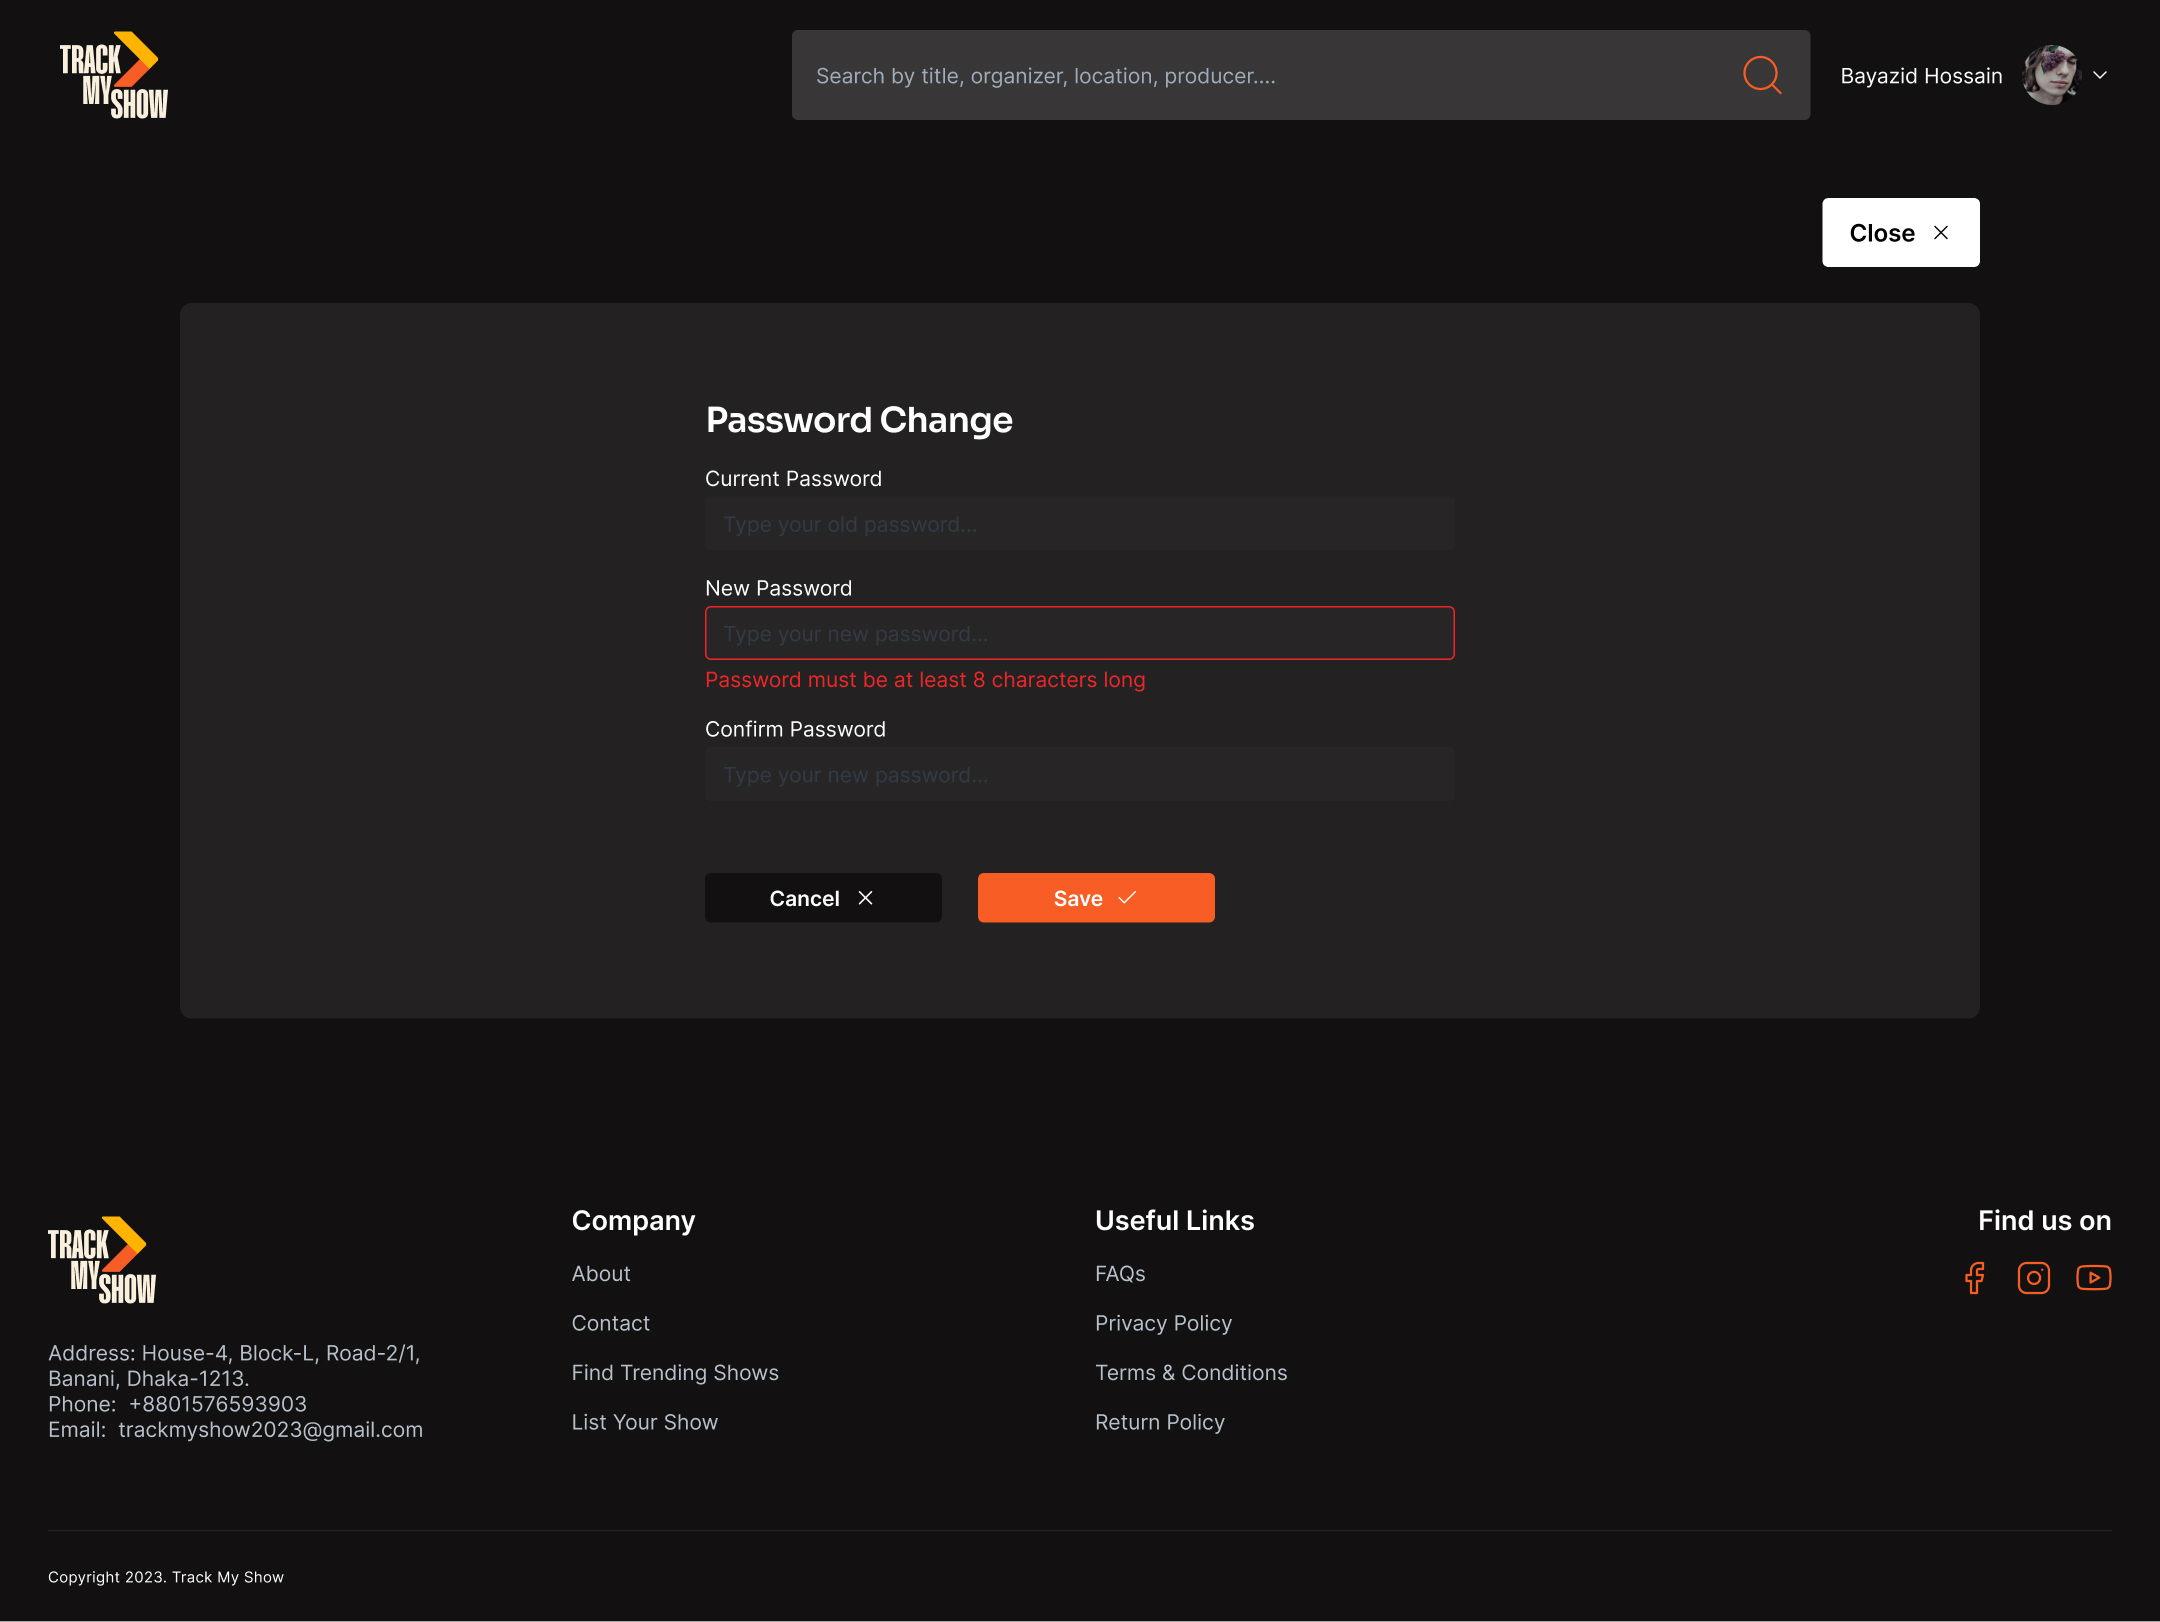 TRACK
MY
SHOW
Search by title, organizer, location, producer....
Bayazid Hossain
Close
Password Change
Current Password
Type your old password...
New Password
Type your new password...
Password must be at least 8 characters long
Confirm Password
Type your new password...
Cancel
Save
TRACK
MY
SHOW
Address: House-4, Block-L, Road-2/1,
Banani, Dhaka-1213.
Phone: +8801576593903
Email: trackmyshow2023@gmail.com
Company
About
Contact
Find Trending Shows
List Your Show
Useful Links
FAQs
Privacy Policy
Terms & Conditions
Return Policy
Find us on
Copyright 2023. Track My Show